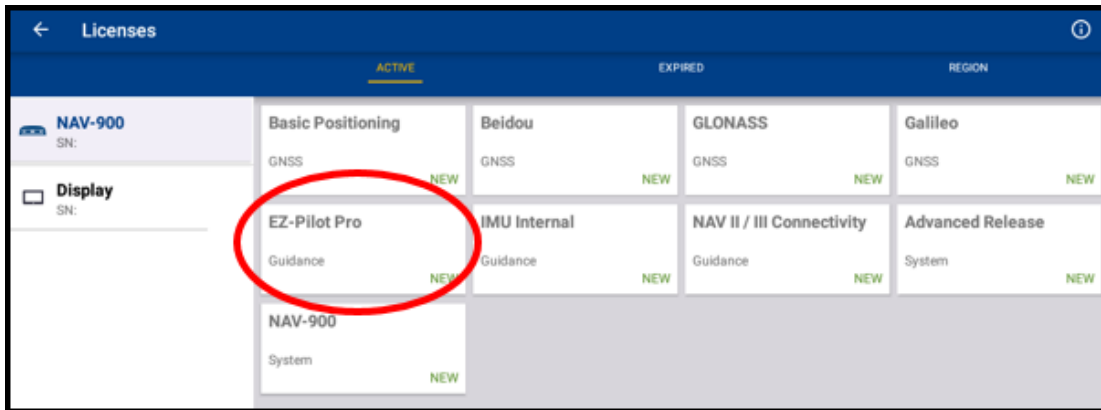 Licenses
ACTIVE EXPIRED REGION
NAV-900
SN:
Display
SN:
Basic Positioning
GNSS
NEW
Beidou
GNSS
NEW
GLONASS
GNSS
NEW
Galileo
GNSS
NEW
EZ-Pilot Pro
Guidance
NEW
IMU Internal
Guidance
NEW
NAV II / III Connectivity
Guidance
NEW
Advanced Release
System
NEW
NAV-900
System
NEW